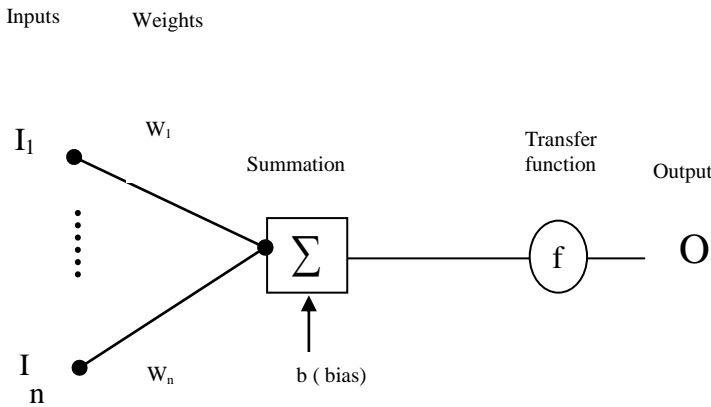 Inputs Weights
I₁ W₁ Transfer
Summation function Output
∑ f O
I Wₙ b ( bias)
n